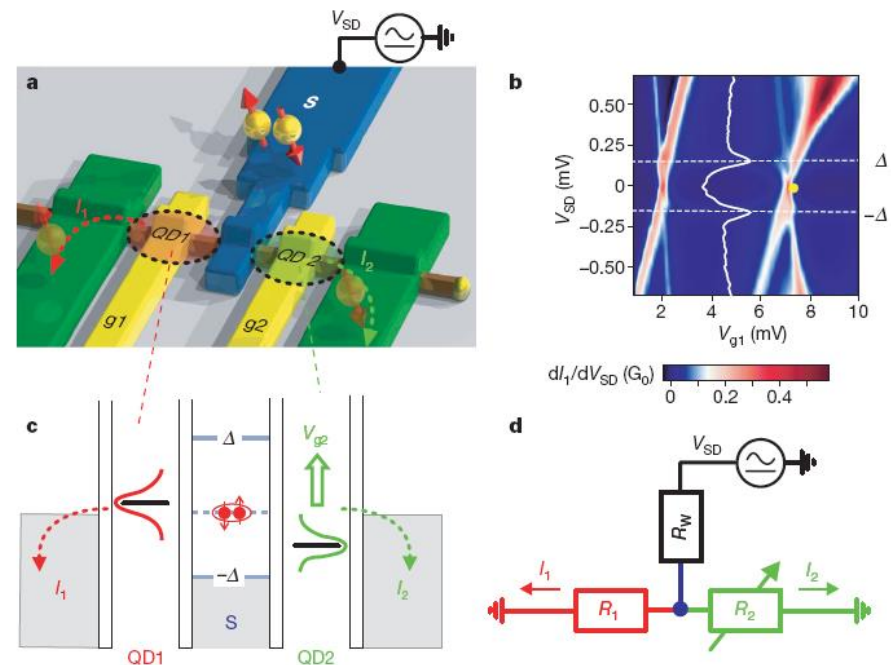 V_SD
a
S
I_1
QD1
QD 2
I_2
g1
g2
b
V_SD (mV)
0.50
0.25
0
-0.25
-0.50
Δ
-Δ
2
4
6
8
10
V_g1 (mV)
dI_1/dV_SD (G_0)
0
0.2
0.4
c
Δ
V_g2
-Δ
I_1
S
I_2
QD1
QD2
d
V_SD
R_W
I_1
I_2
R_1
R_2